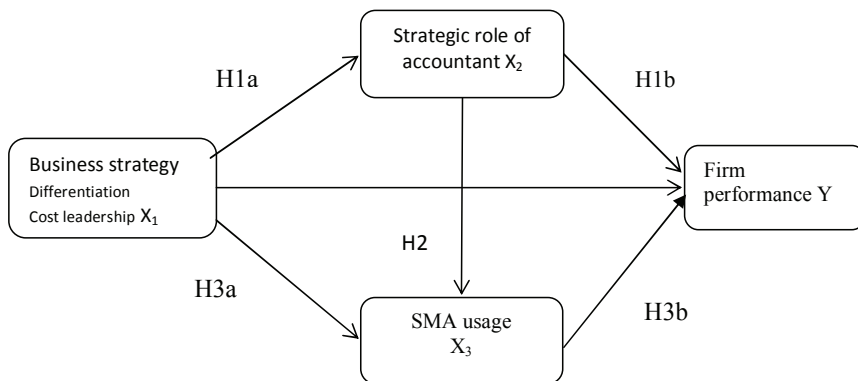 Strategic role of
accountant X₂
H1a
H1b
Business strategy
Differentiation
Cost leadership X₁
Firm
performance Y
H2
H3a
H3b
SMA usage
X₃